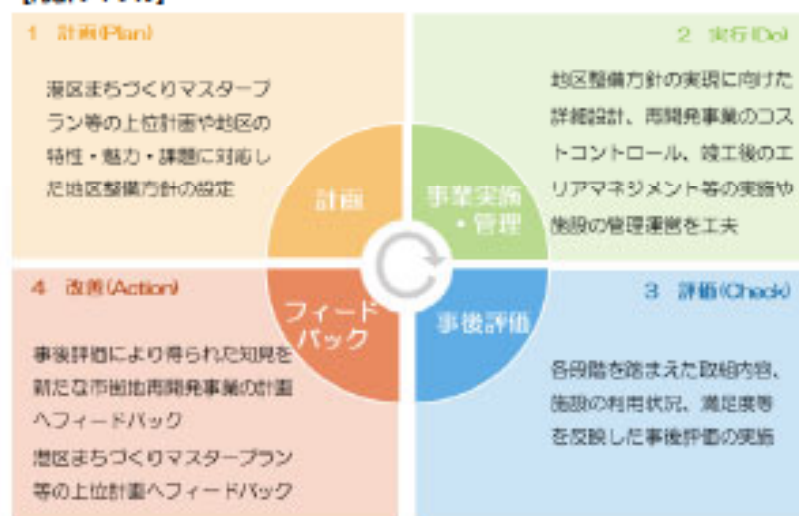 1 計画(Plan)
港区まちづくりマスタープ
ラン等の上位計画や地区の
特性・魅力・課題に対応し
た地区整備方針の設定
2 実行(Do)
地区整備方針の実現に向けた
詳細設計、再開発事業のコス
トコントロール、竣工後のエ
リアマネジメント等の実施や
施設の管理運営を工夫
計画
事業実施
・管理
フィード
バック
事後評価
3 評価(Check)
各段階を踏まえた取組内容、
施設の利用状況、満足度等
を反映した事後評価の実施
4 改善(Action)
事後評価により得られた知見を
新たな市街地再開発事業の計画
へフィードバック
港区まちづくりマスタープラン
等の上位計画へフィードバック